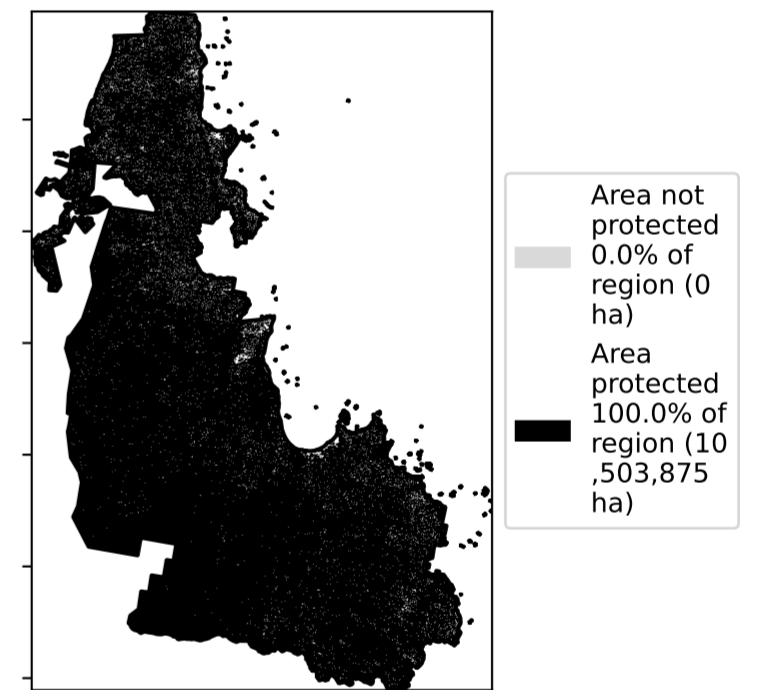 Area not
protected
0.0% of
region (0
ha)
Area
protected
100.0% of
region (10
,503,875
ha)